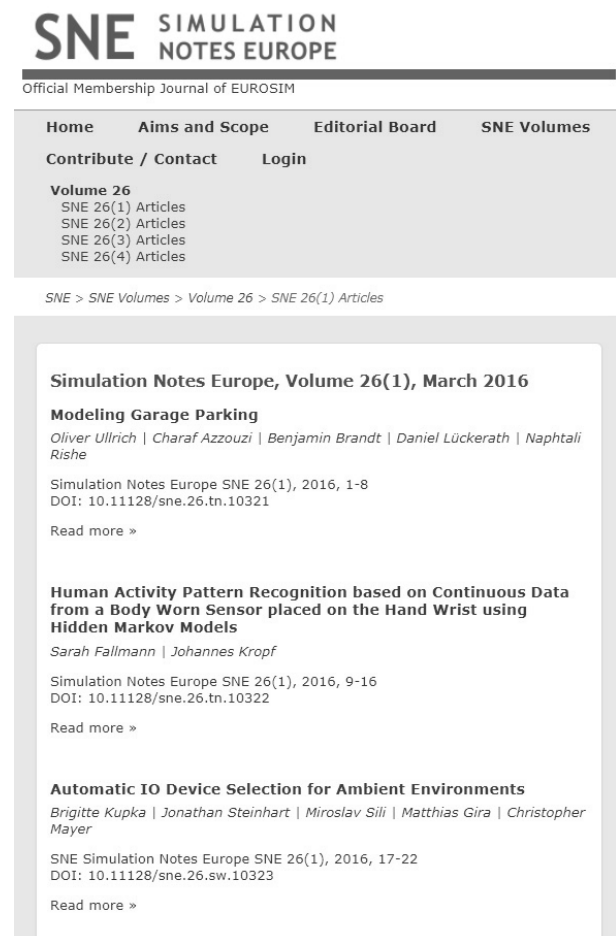 SNE SIMULATION
NOTES EUROPE
Official Membership Journal of EUROSIM
Home Aims and Scope Editorial Board SNE Volumes
Contribute / Contact Login
Volume 26
SNE 26(1) Articles
SNE 26(2) Articles
SNE 26(3) Articles
SNE 26(4) Articles
SNE > SNE Volumes > Volume 26 > SNE 26(1) Articles
Simulation Notes Europe, Volume 26(1), March 2016
Modeling Garage Parking
Oliver Ullrich | Charaf Azzouzi | Benjamin Brandt | Daniel Lückerath | Naphtali
Rishe
Simulation Notes Europe SNE 26(1), 2016, 1-8
DOI: 10.11128/sne.26.tn.10321
Read more »
Human Activity Pattern Recognition based on Continuous Data
from a Body Worn Sensor placed on the Hand Wrist using
Hidden Markov Models
Sarah Fallmann | Johannes Kropf
Simulation Notes Europe SNE 26(1), 2016, 9-16
DOI: 10.11128/sne.26.tn.10322
Read more »
Automatic IO Device Selection for Ambient Environments
Brigitte Kupka | Jonathan Steinhart | Miroslav Sili | Matthias Gira | Christopher
Mayer
SNE Simulation Notes Europe SNE 26(1), 2016, 17-22
DOI: 10.11128/sne.26.sw.10323
Read more »